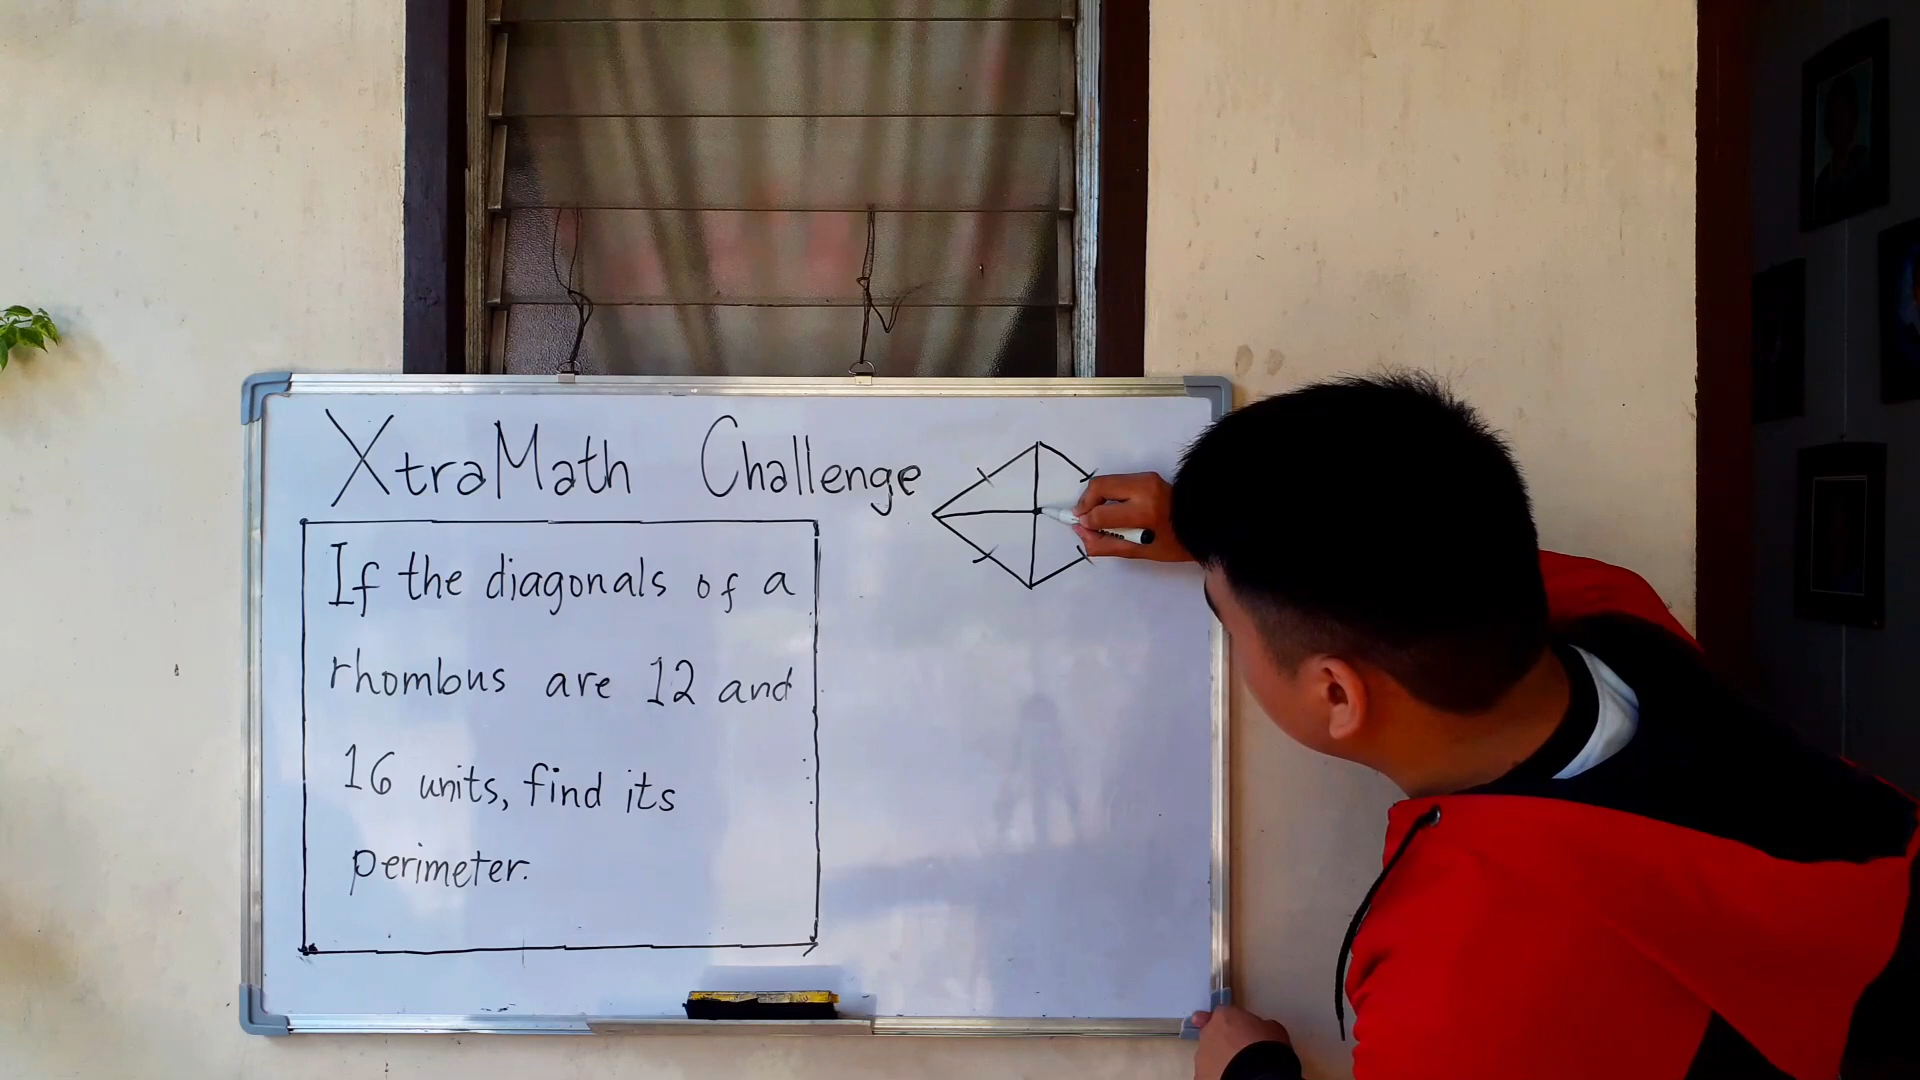 XtraMath Challenge
If the diagonals of a
rhombus are 12 and
16 units, find its
perimeter.